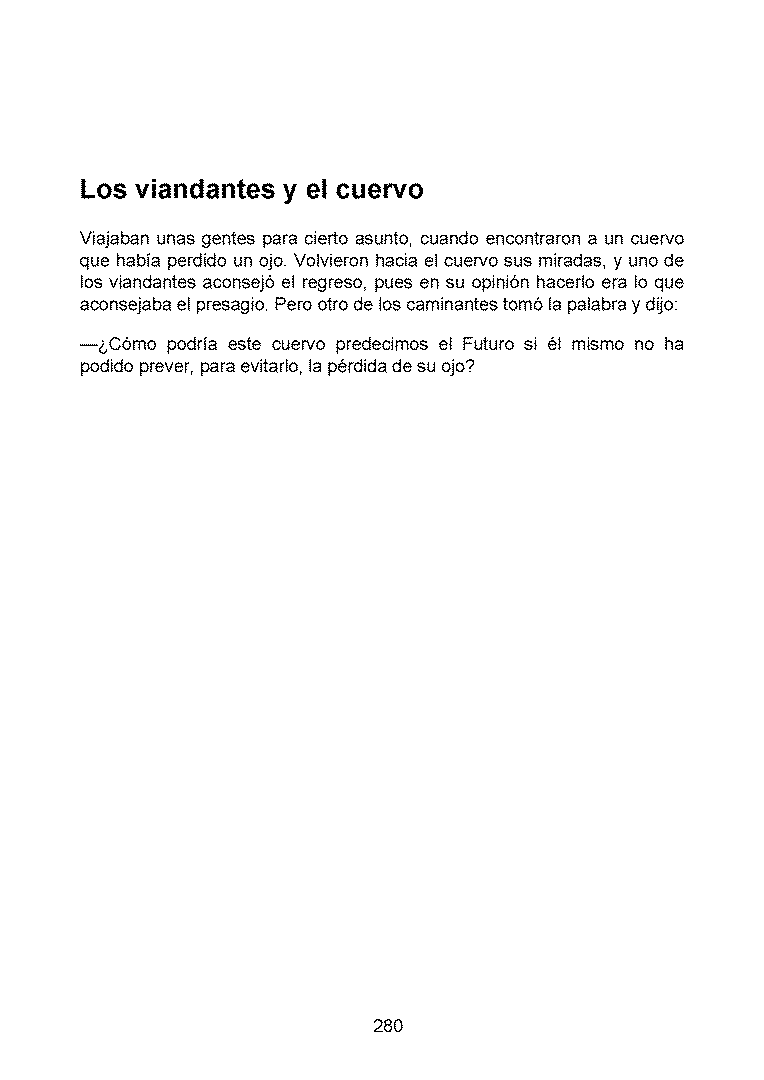 Los viandantes y el cuervo
Viajaban unas gentes para cierto asunto, cuando encontraron a un cuervo
que había perdido un ojo. Volvieron hacia el cuervo sus miradas, y uno de
los viandantes aconsejó el regreso, pues en su opinión hacerlo era lo que
aconsejaba el presagio. Pero otro de los caminantes tomó la palabra y dijo:
—¿Cómo podría este cuervo predecimos el Futuro si él mismo no ha
podido prever, para evitarlo, la pérdida de su ojo?
280